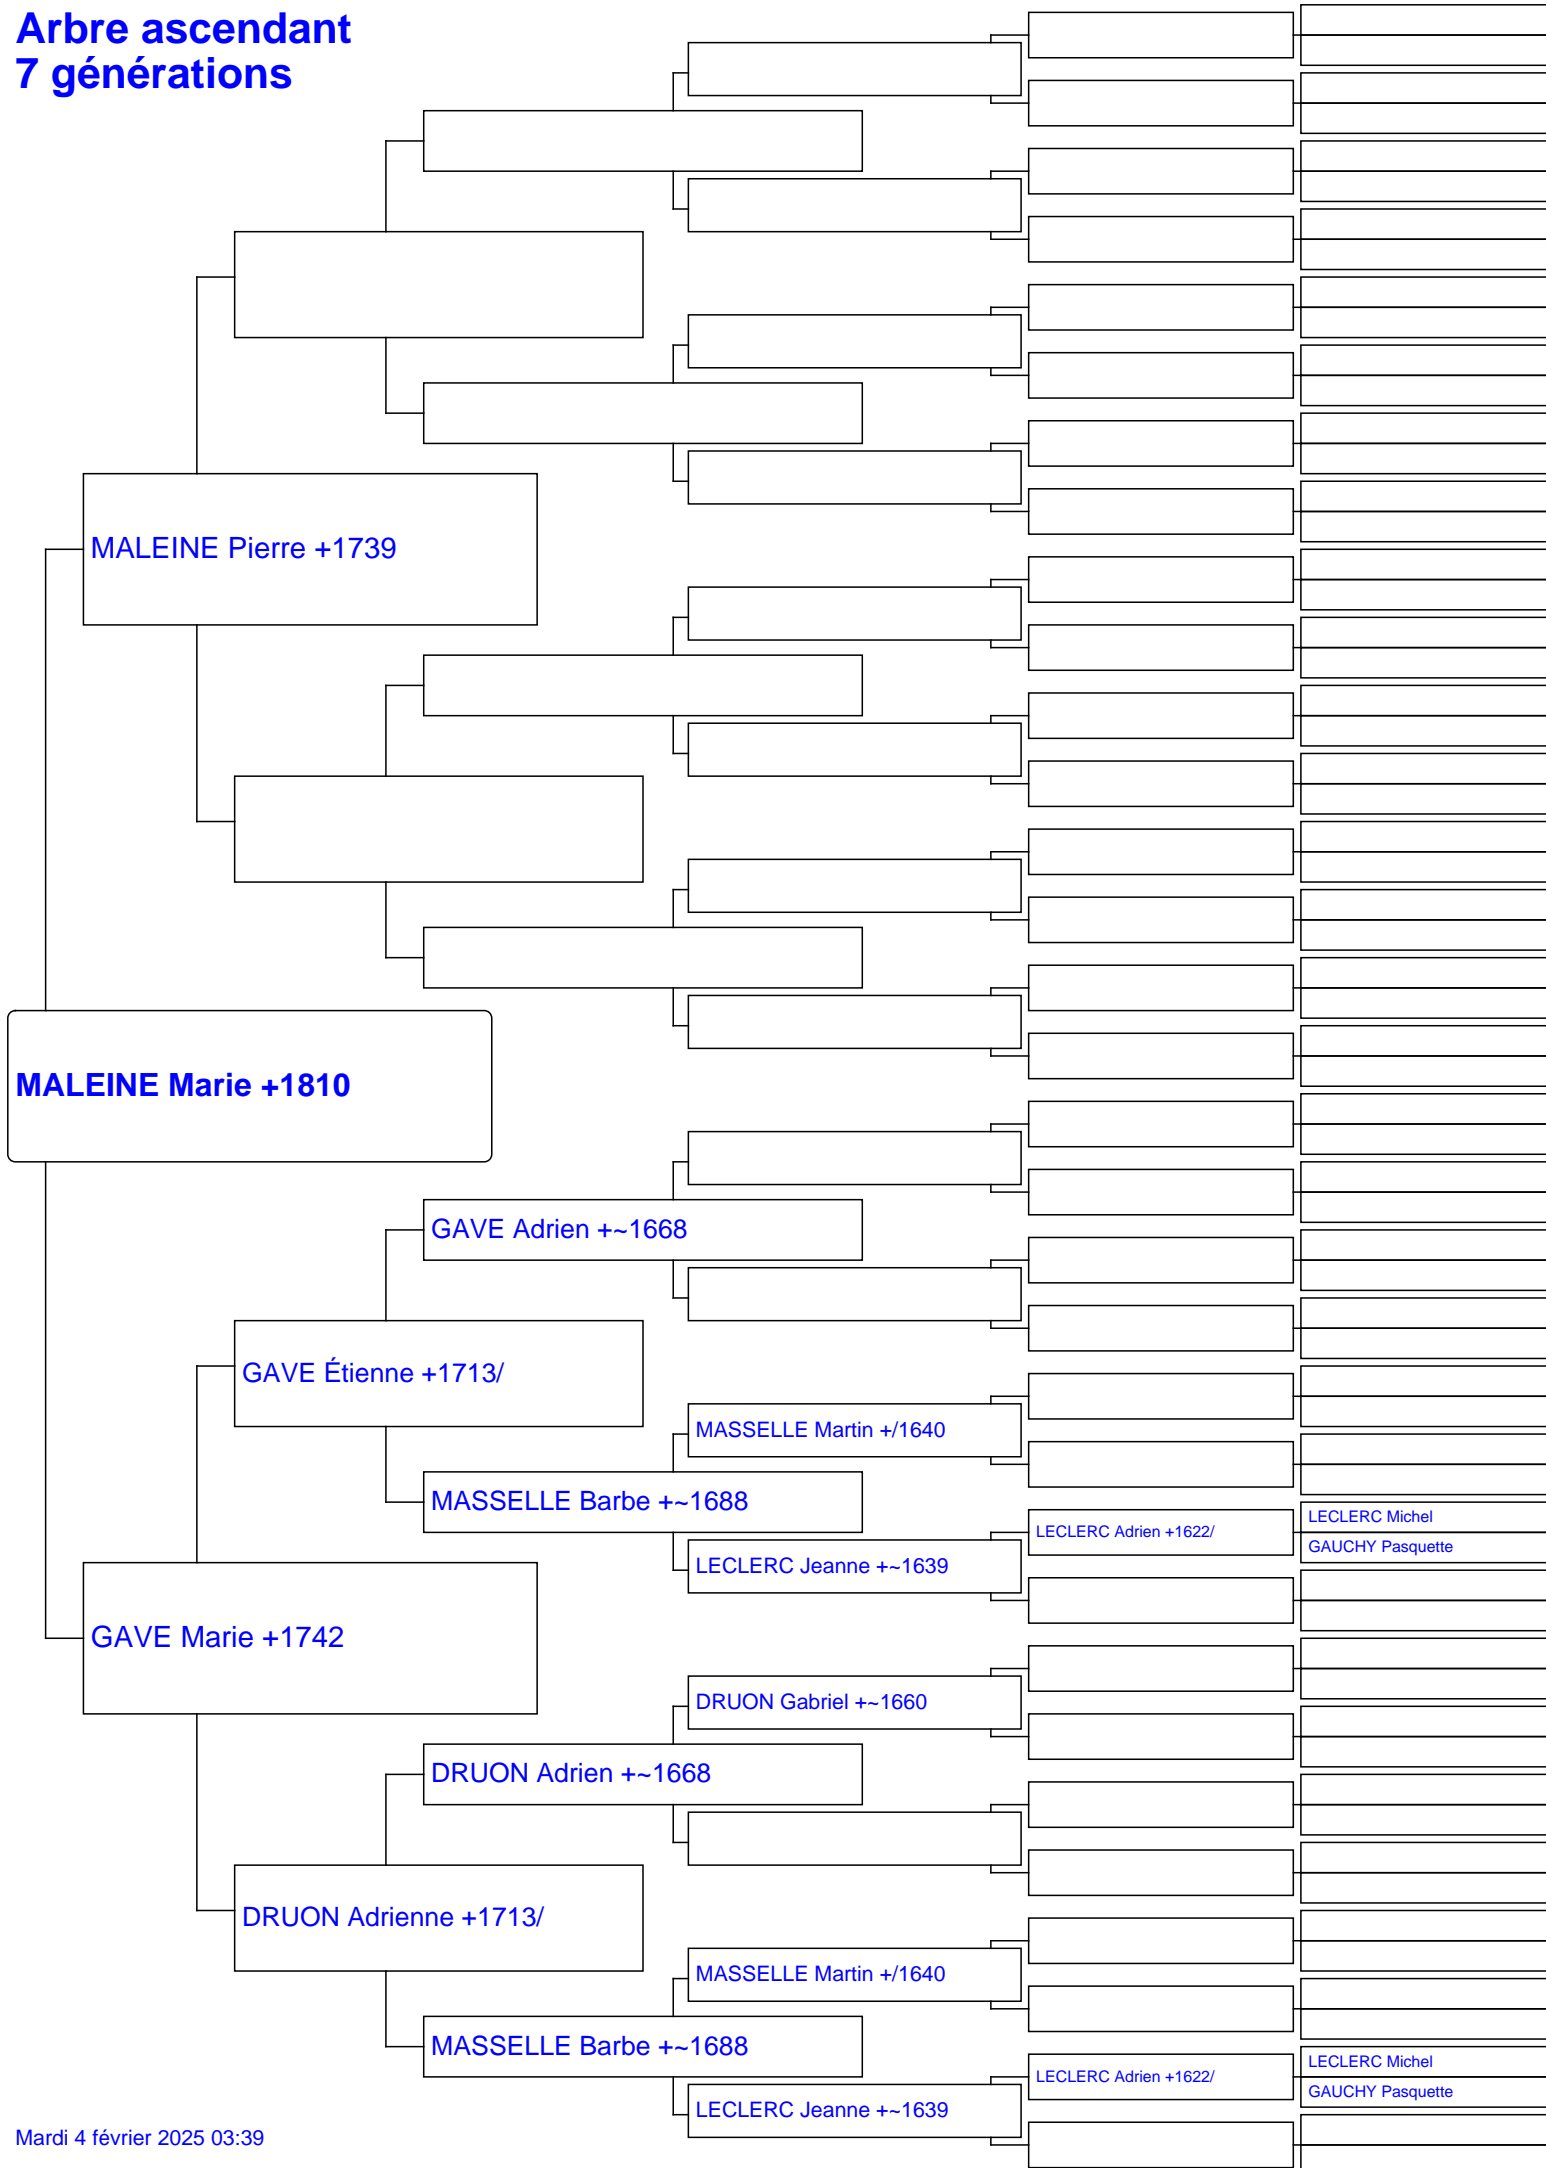 Arbre ascendant
7 générations
MALEINE Pierre +1739
MALEINE Marie +1810
GAVE Adrien +~1668
GAVE Étienne +1713/
MASSELLE Martin +/1640
MASSELLE Barbe +~1688
LECLERC Michel
LECLERC Adrien +1622/
GAUCHY Pasquette
LECLERC Jeanne +~1639
GAVE Marie +1742
DRUON Gabriel +~1660
DRUON Adrien +~1668
DRUON Adrienne +1713/
MASSELLE Martin +/1640
MASSELLE Barbe +~1688
LECLERC Michel
LECLERC Adrien +1622/
GAUCHY Pasquette
LECLERC Jeanne +~1639
Mardi 4 février 2025 03:39